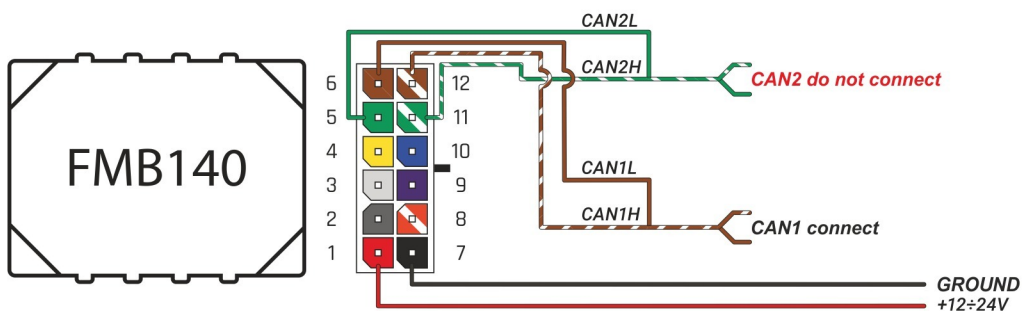 CAN2L
CAN2H
CAN2 do not connect
FMB140
6 12
5 11
4 10
3 9
2 8
1 7
CAN1L
CAN1H
CAN1 connect
GROUND
+12÷24V